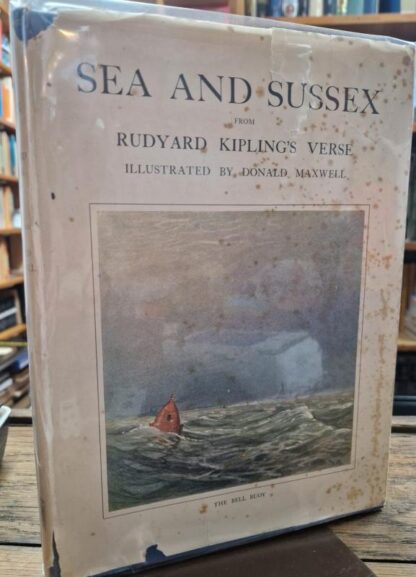 SEA AND SUSSEX
FROM
RUDYARD KIPLING'S VERSE
ILLUSTRATED BY DONALD MAXWELL
THE BELL BUOY